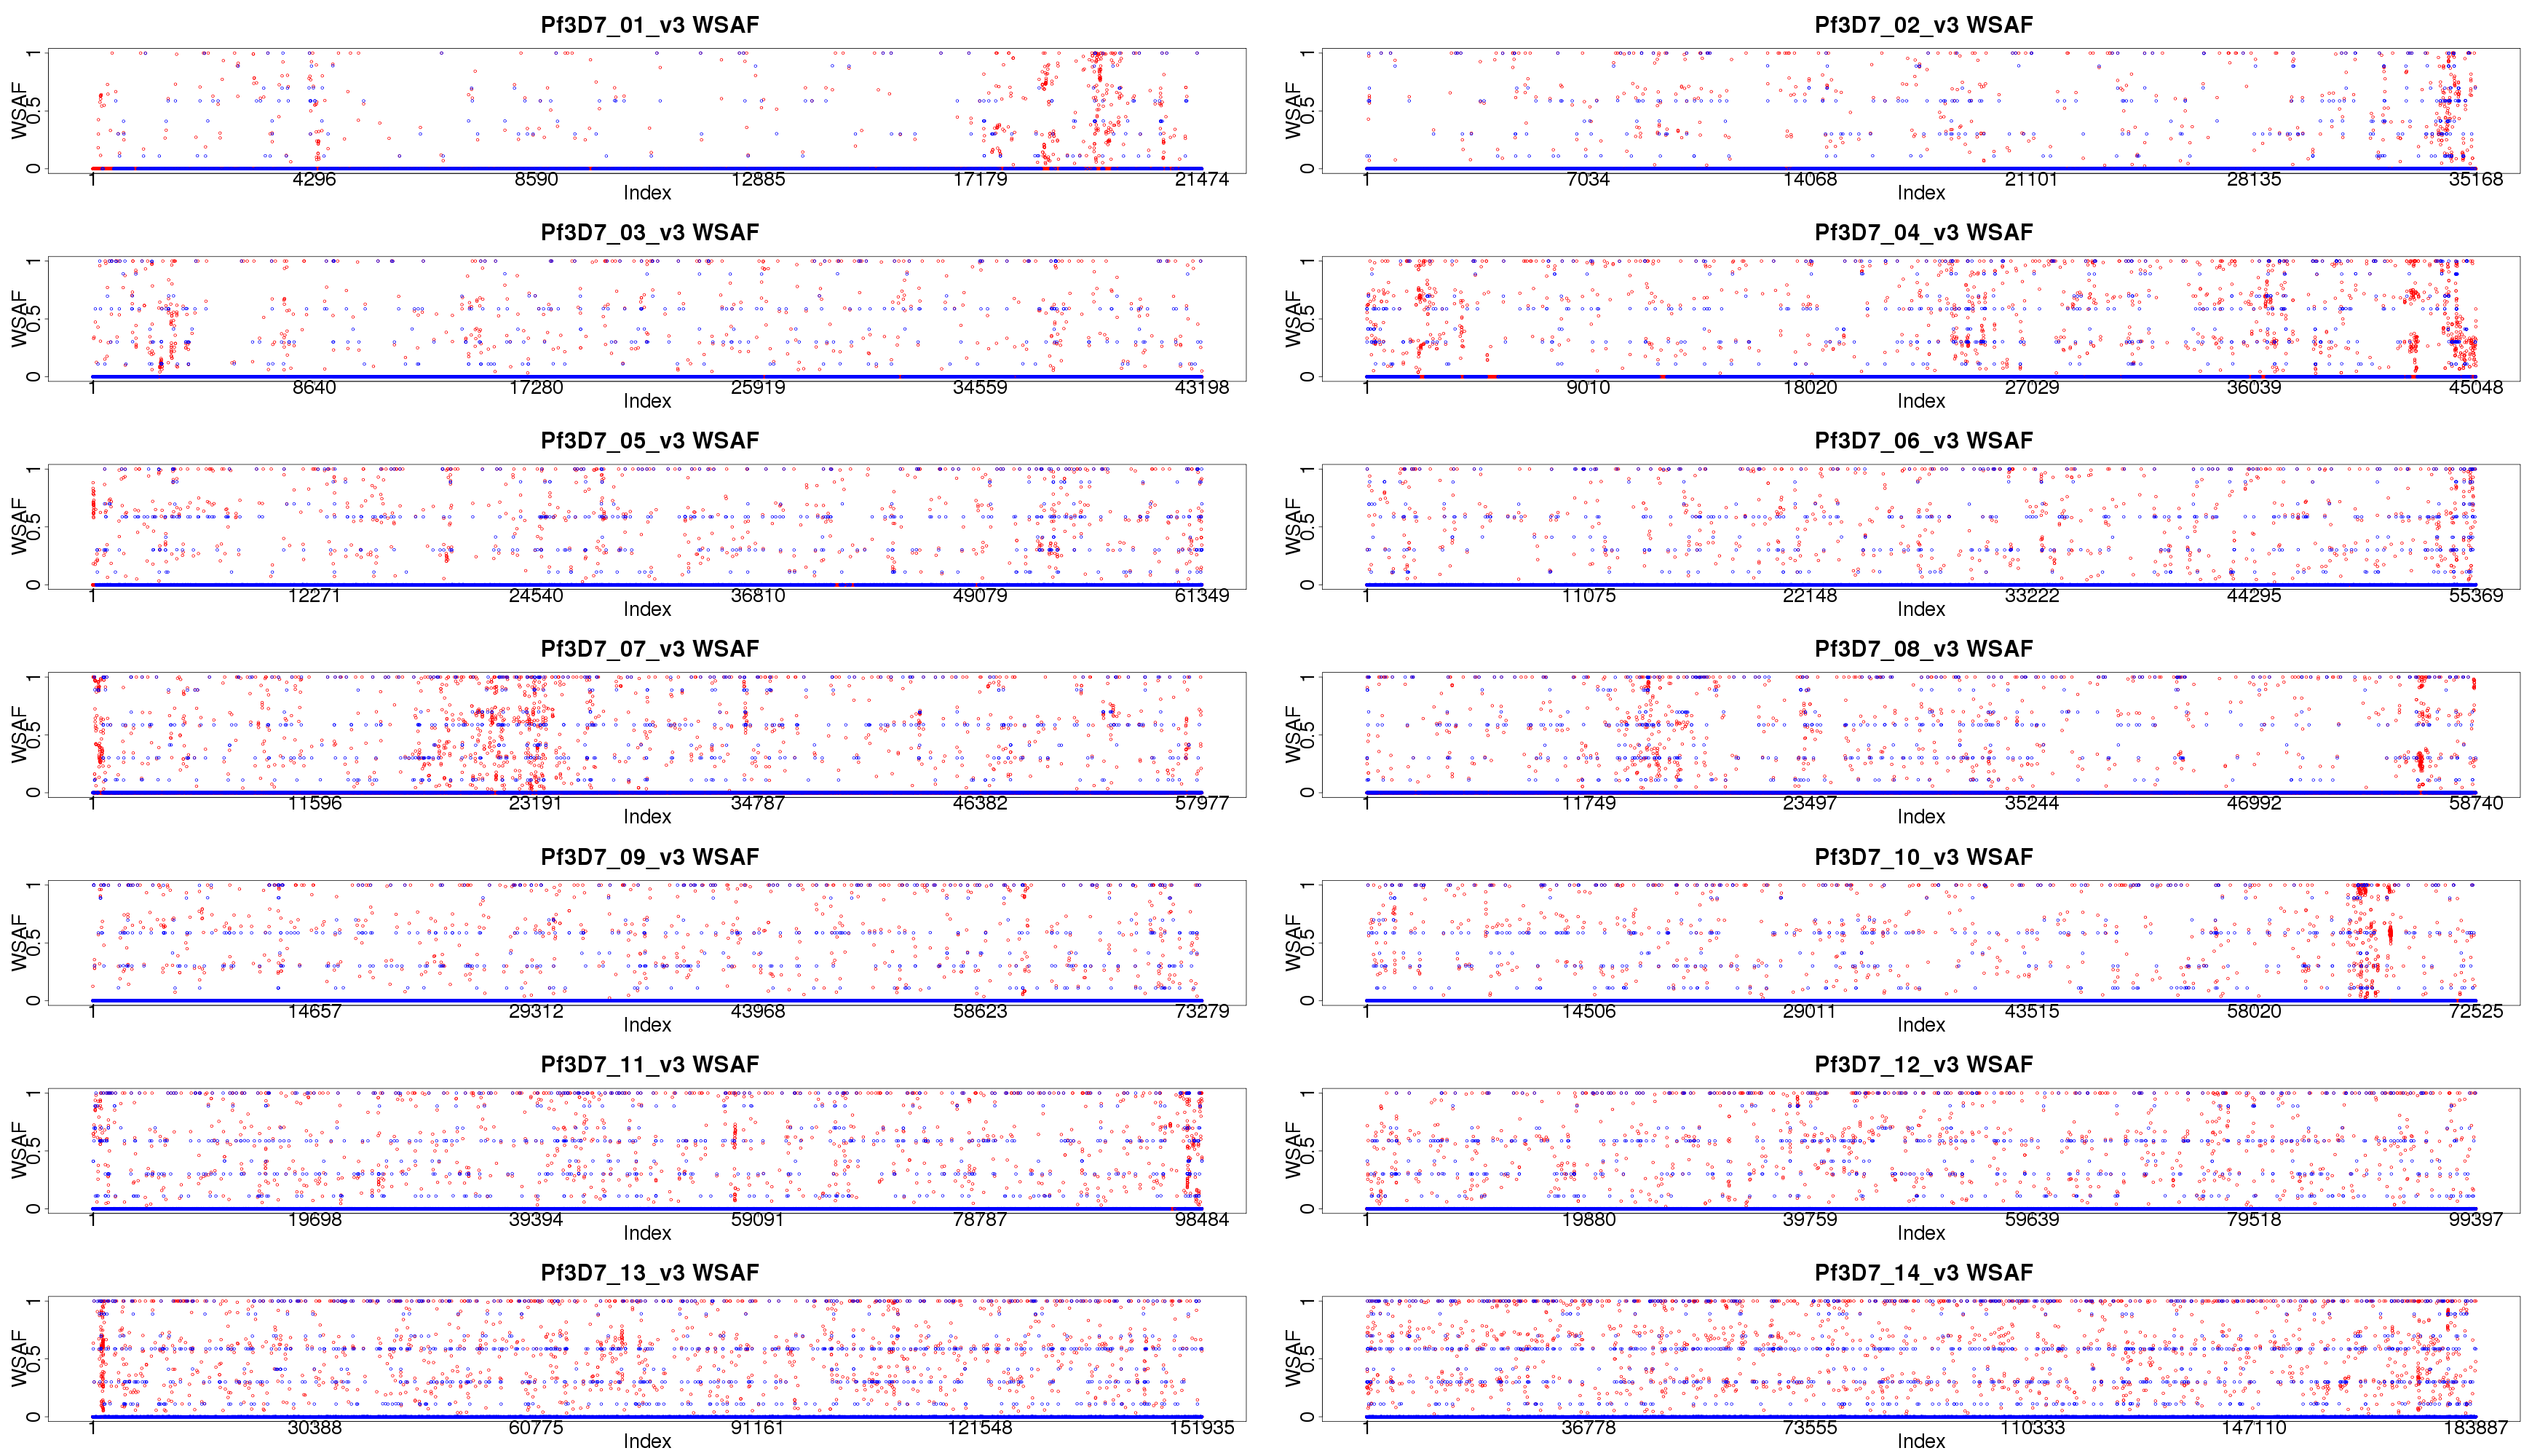 Pf3D7_01_v3 WSAF
WSAF
0 0.5 1
1 4296 8590 12885 17179 21474
Index
Pf3D7_02_v3 WSAF
WSAF
0 0.5 1
1 7034 14068 21101 28135 35168
Index
Pf3D7_03_v3 WSAF
WSAF
0 0.5 1
1 8640 17280 25919 34559 43198
Index
Pf3D7_04_v3 WSAF
WSAF
0 0.5 1
1 9010 18020 27029 36039 45048
Index
Pf3D7_05_v3 WSAF
WSAF
0 0.5 1
1 12271 24540 36810 49079 61349
Index
Pf3D7_06_v3 WSAF
WSAF
0 0.5 1
1 11075 22148 33222 44295 55369
Index
Pf3D7_07_v3 WSAF
WSAF
0 0.5 1
1 11596 23191 34787 46382 57977
Index
Pf3D7_08_v3 WSAF
WSAF
0 0.5 1
1 11749 23497 35244 46992 58740
Index
Pf3D7_09_v3 WSAF
WSAF
0 0.5 1
1 14657 29312 43968 58623 73279
Index
Pf3D7_10_v3 WSAF
WSAF
0 0.5 1
1 14506 29011 43515 58020 72525
Index
Pf3D7_11_v3 WSAF
WSAF
0 0.5 1
1 19698 39394 59091 78787 98484
Index
Pf3D7_12_v3 WSAF
WSAF
0 0.5 1
1 19880 39759 59639 79518 99397
Index
Pf3D7_13_v3 WSAF
WSAF
0 0.5 1
1 30388 60775 91161 121548 151935
Index
Pf3D7_14_v3 WSAF
WSAF
0 0.5 1
1 36778 73555 110333 147110 183887
Index